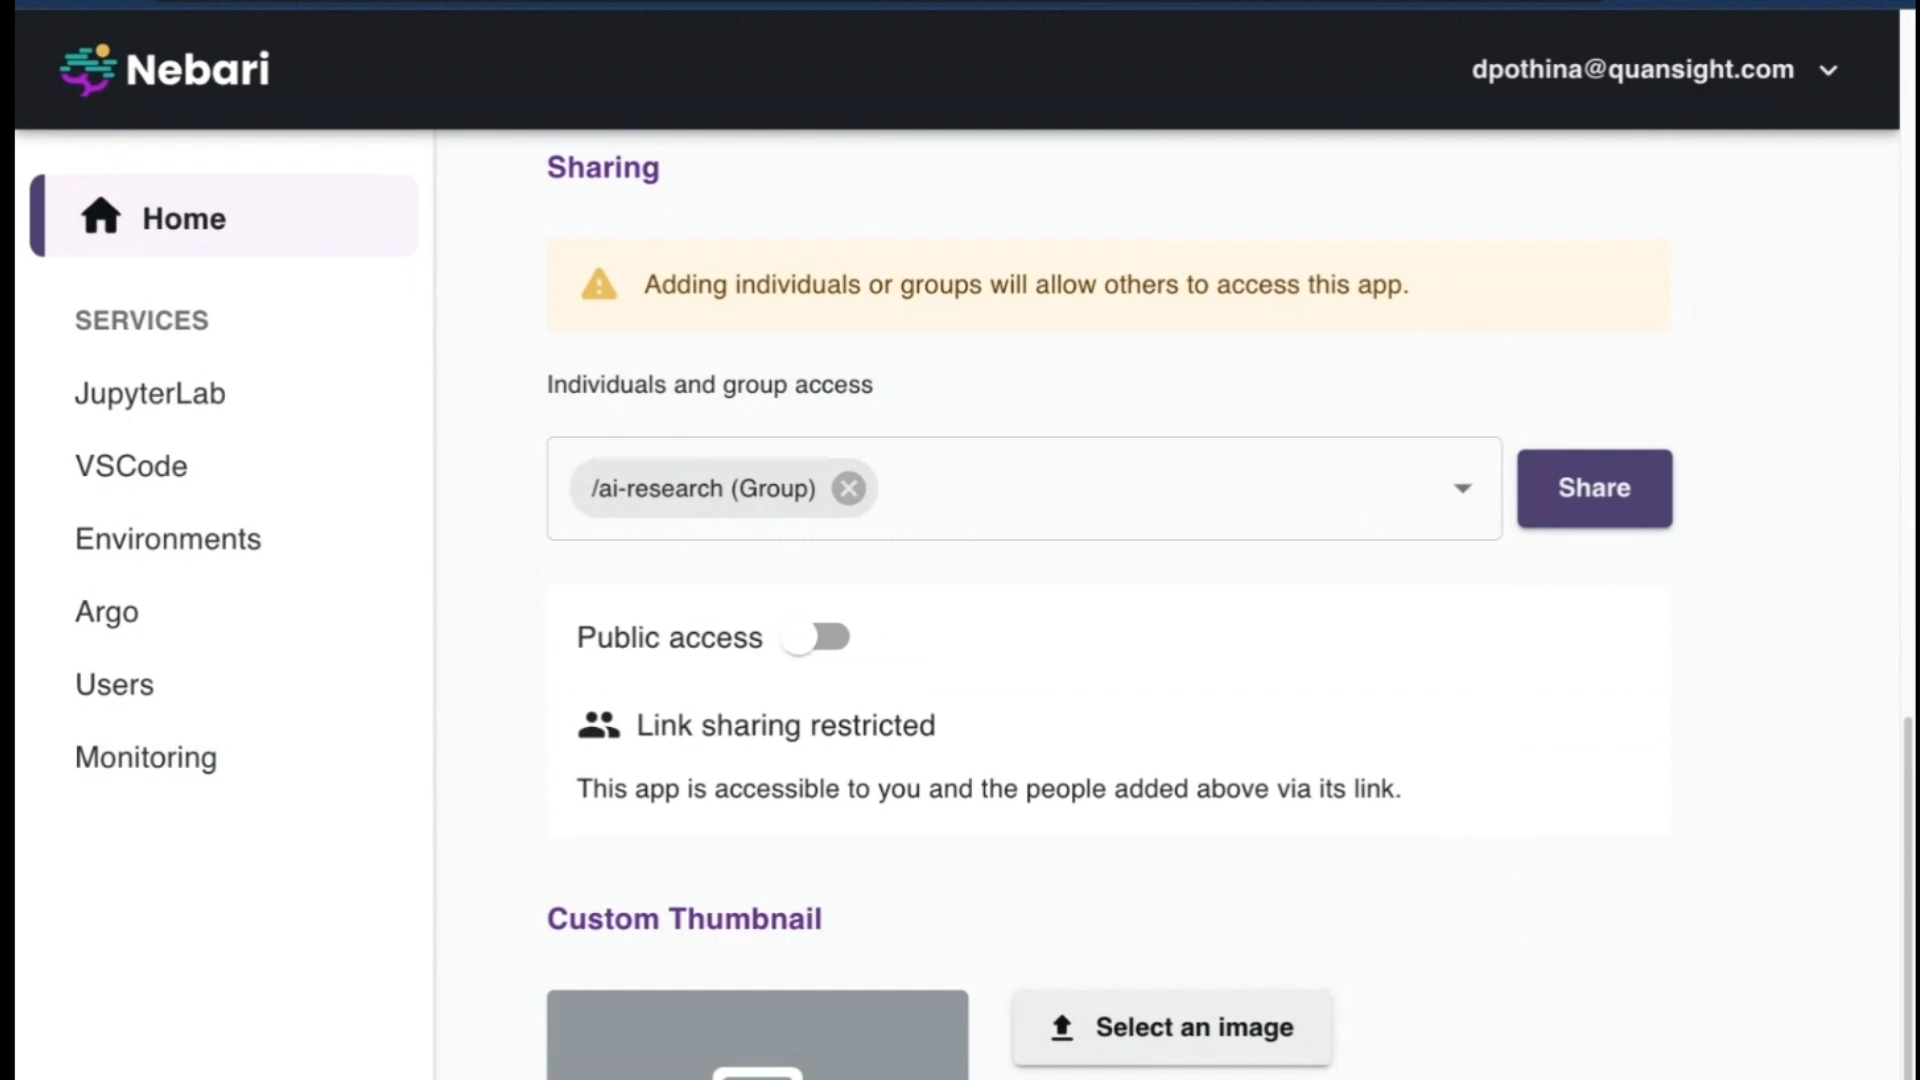 Nebari
dpothina@quansight.com
Home
SERVICES
JupyterLab
VSCode
Environments
Argo
Users
Monitoring
Sharing
Adding individuals or groups will allow others to access this app.
Individuals and group access
/ai-research (Group)
Share
Public access
Link sharing restricted
This app is accessible to you and the people added above via its link.
Custom Thumbnail
Select an image